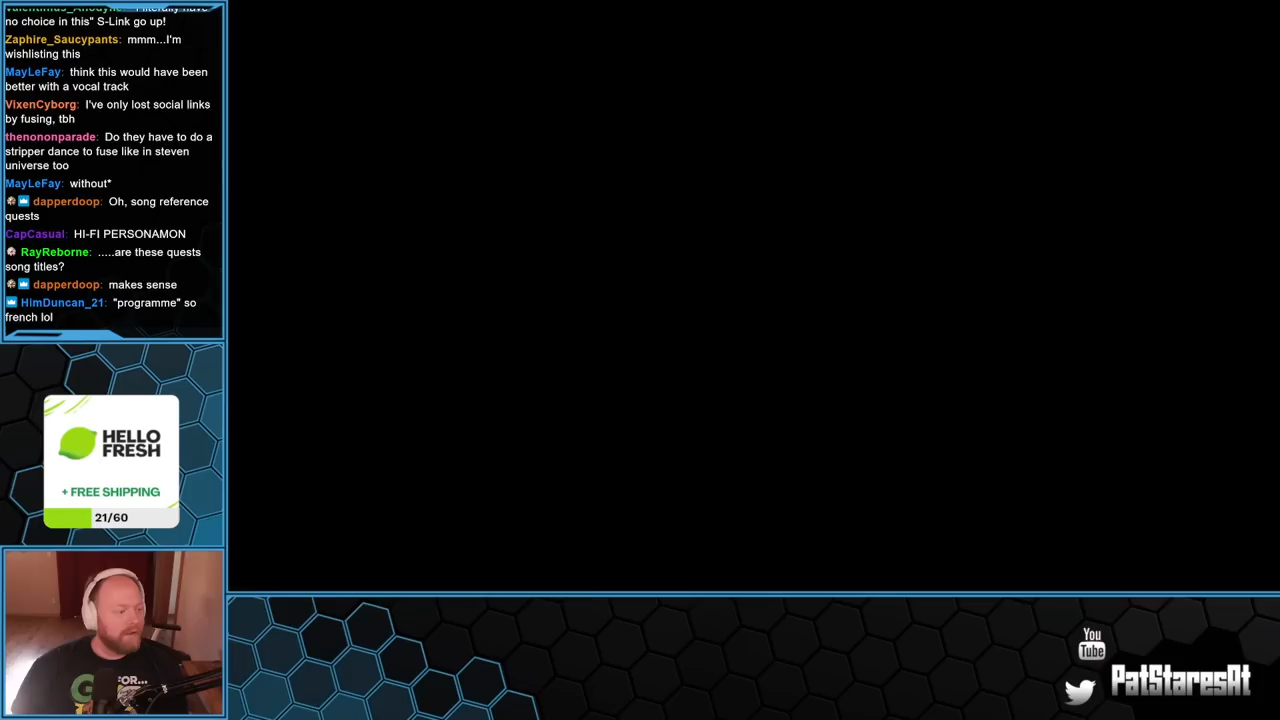 no choice in this" S-Link go up!
Zaphire_Saucypants: mmm...I'm
wishlisting this
MayLeFay: think this would have been
better with a vocal track
VixenCyborg: I've only lost social links
by fusing, tbh
thenononparade: Do they have to do a
stripper dance to fuse like in steven
universe too
MayLeFay: without*
dapperdoop: Oh, song reference
quests
CapCasual: HI-FI PERSONAMON
RayReborne: .....are these quests
song titles?
dapperdoop: makes sense
HimDuncan_21: "programme" so
french lol
HELLO
FRESH
+ FREE SHIPPING
21/60
FOR...
You
Tube
PatStaresAt